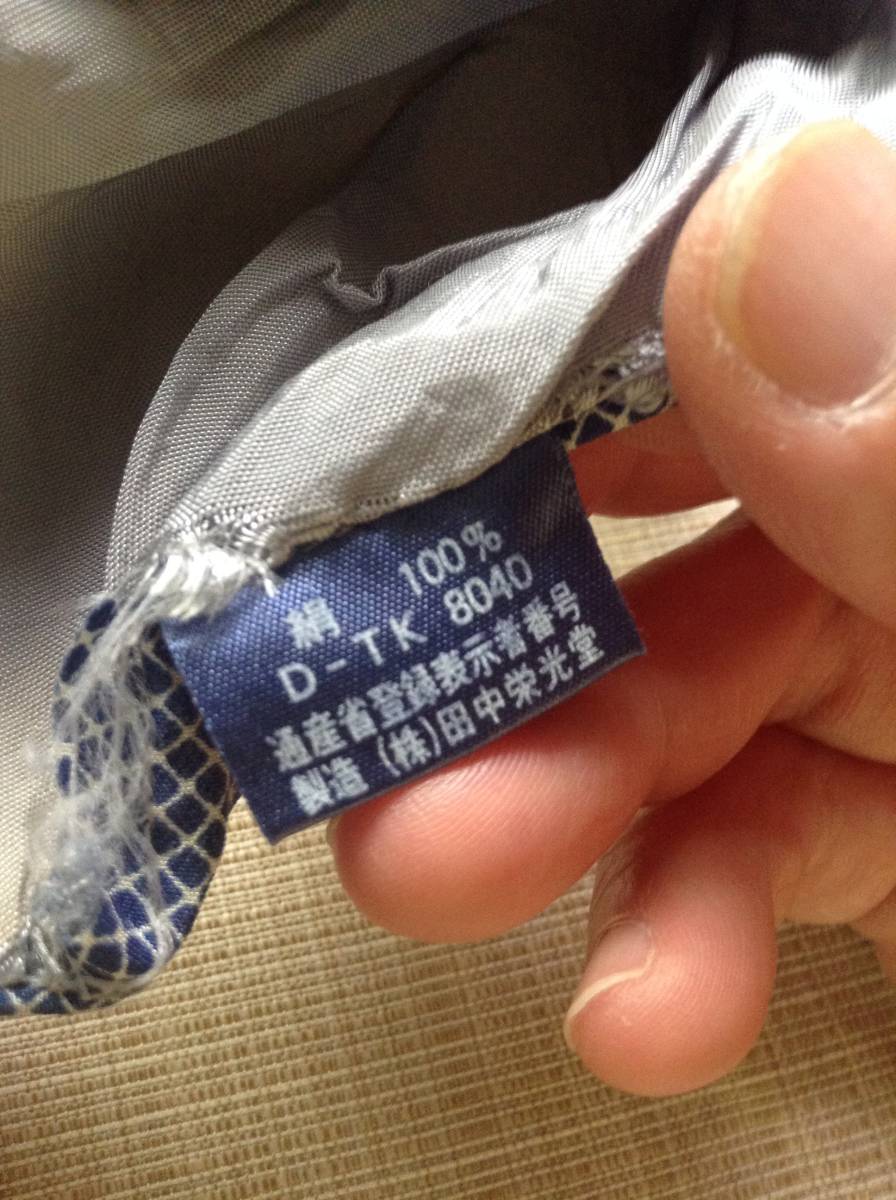 絹 100%
D-TK 8040
通産省登録表示者番号
製造 (株)田中栄光堂